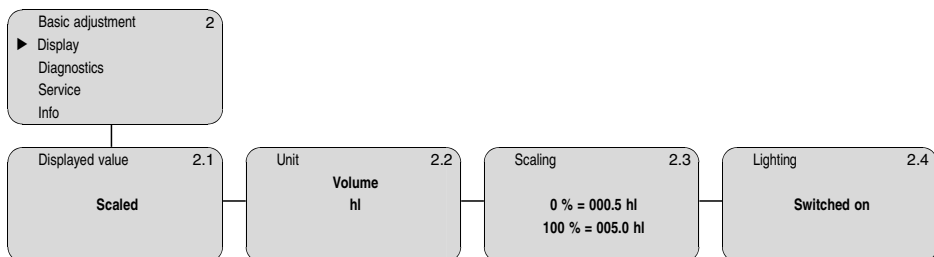 Basic adjustment 2
▶ Display
Diagnostics
Service
Info
Displayed value 2.1
Scaled
Unit 2.2
Volume
hl
Scaling 2.3
0 % = 000.5 hl
100 % = 005.0 hl
Lighting 2.4
Switched on